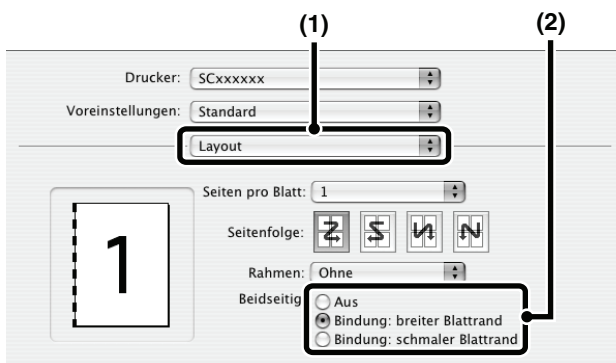 (1)
(2)
Drucker: SCxxxxxx
Voreinstellungen: Standard
Layout
Seiten pro Blatt: 1
Seitenfolge:
Rahmen: Ohne
Beidseitig
Aus
Bindung: breiter Blattrand
Bindung: schmaler Blattrand
1